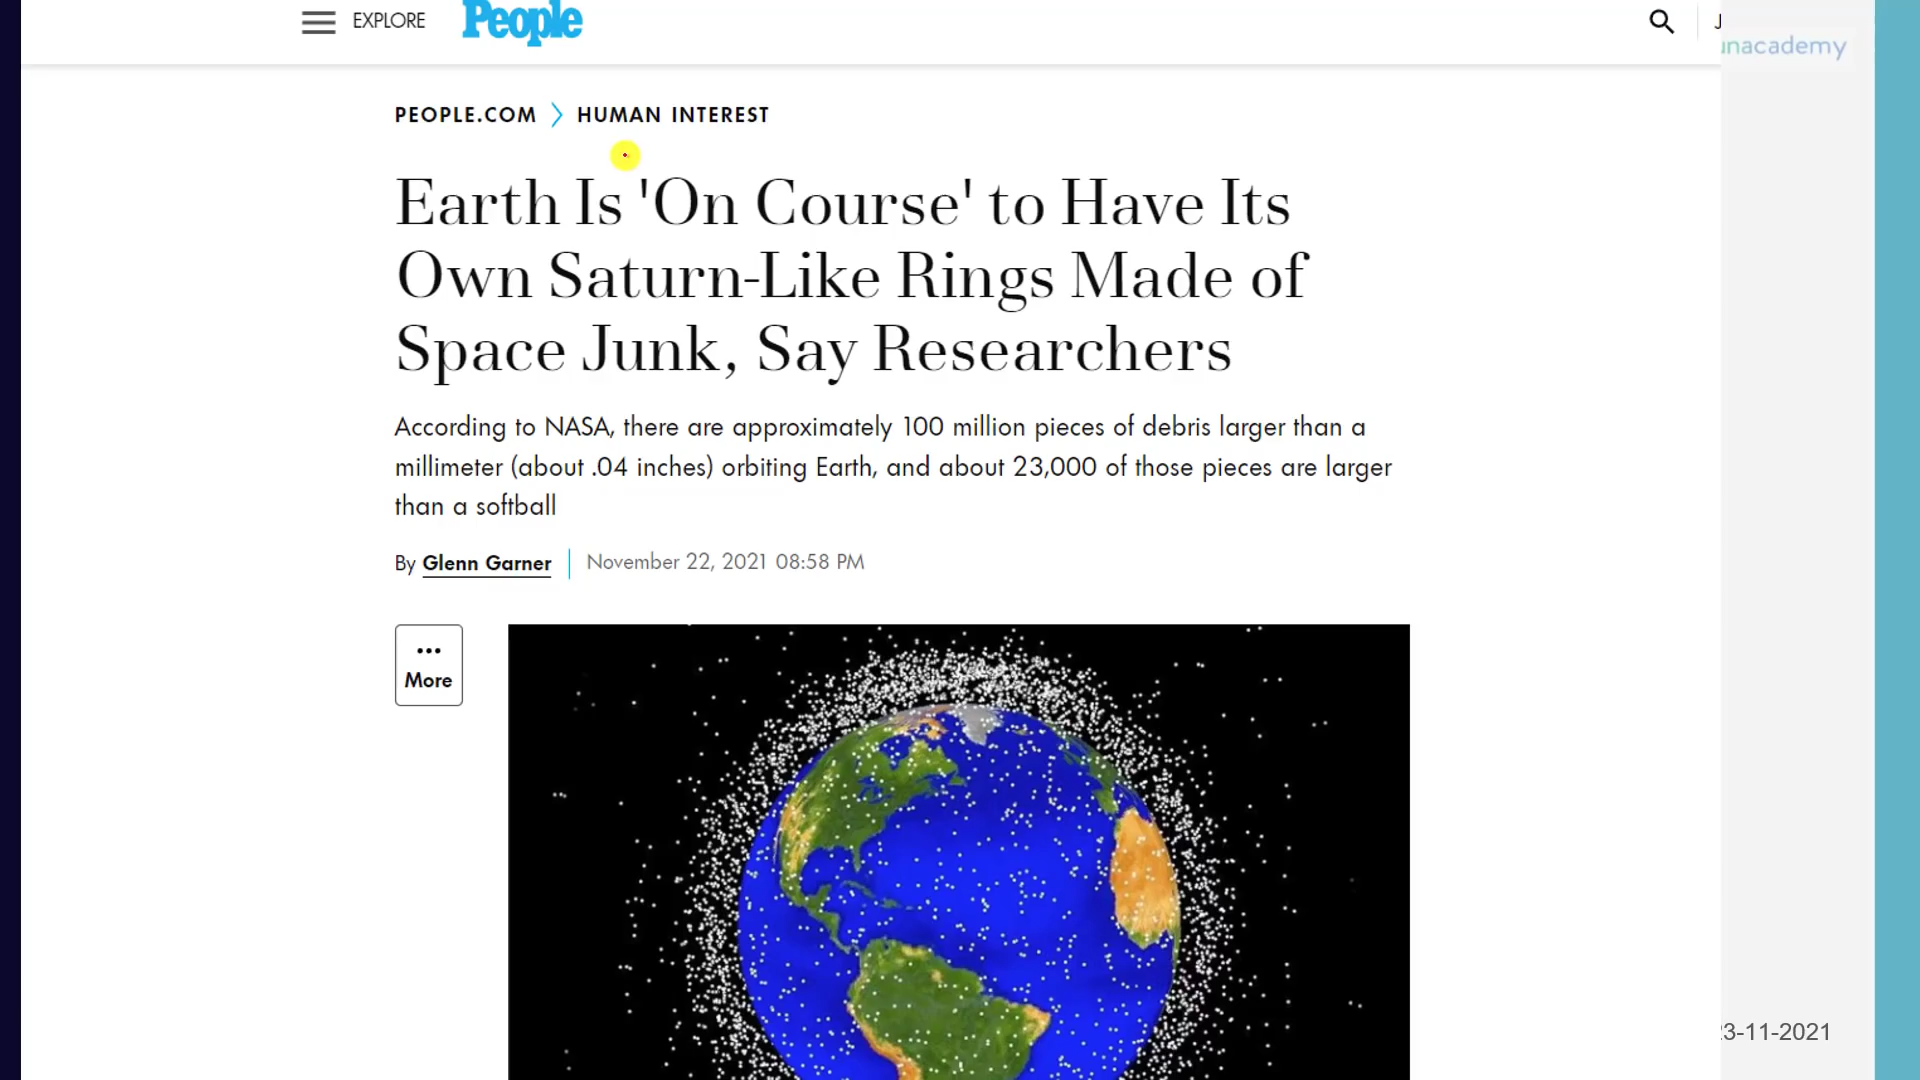 EXPLORE People
unacademy
PEOPLE.COM > HUMAN INTEREST
Earth Is 'On Course' to Have Its
Own Saturn-Like Rings Made of
Space Junk, Say Researchers
According to NASA, there are approximately 100 million pieces of debris larger than a
millimeter (about .04 inches) orbiting Earth, and about 23,000 of those pieces are larger
than a softball
By Glenn Garner | November 22, 2021 08:58 PM
More
23-11-2021